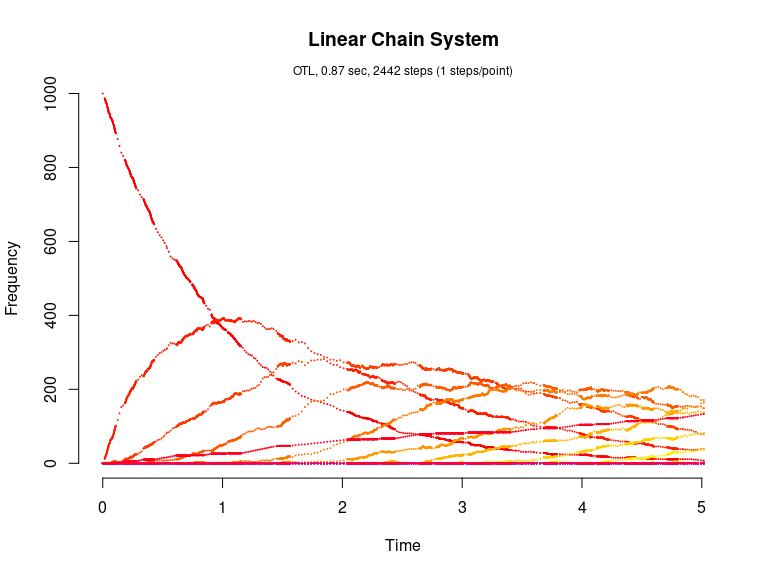 Linear Chain System
OTL, 0.87 sec, 2442 steps (1 steps/point)
Frequency
1000
800
600
400
200
0
0 1 2 3 4 5
Time